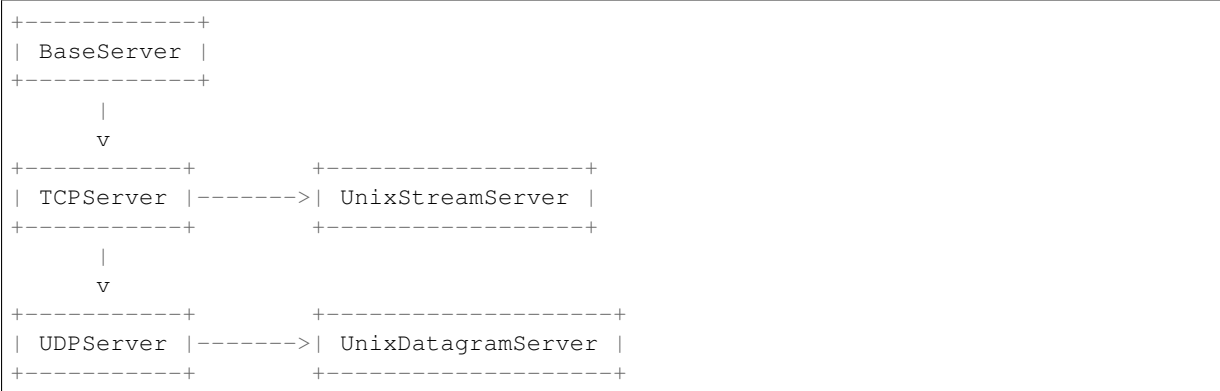 +------------+
| BaseServer |
+------------+
      |
      v
+-----------+        +------------------+
| TCPServer |------->| UnixStreamServer |
+-----------+        +------------------+
      |
      v
+-----------+        +--------------------+
| UDPServer |------->| UnixDatagramServer |
+-----------+        +--------------------+